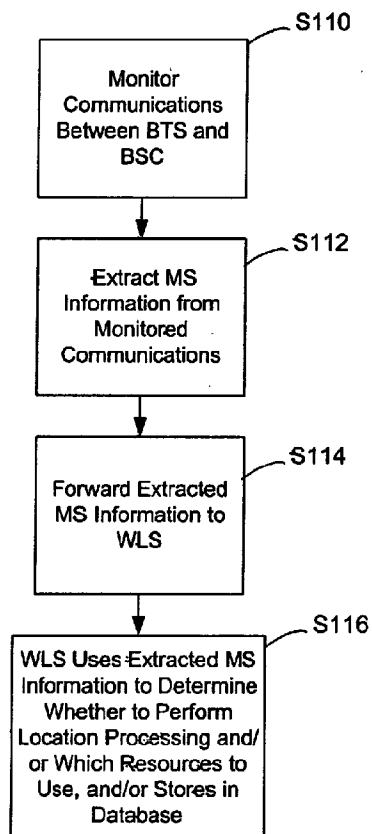 S110
Monitor
Communications
Between BTS and
BSC
S112
Extract MS
Information from
Monitored
Communications
S114
Forward Extracted
MS Information to
WLS
S116
WLS Uses Extracted MS
Information to Determine
Whether to Perform
Location Processing and/
or Which Resources to
Use, and/or Stores in
Database